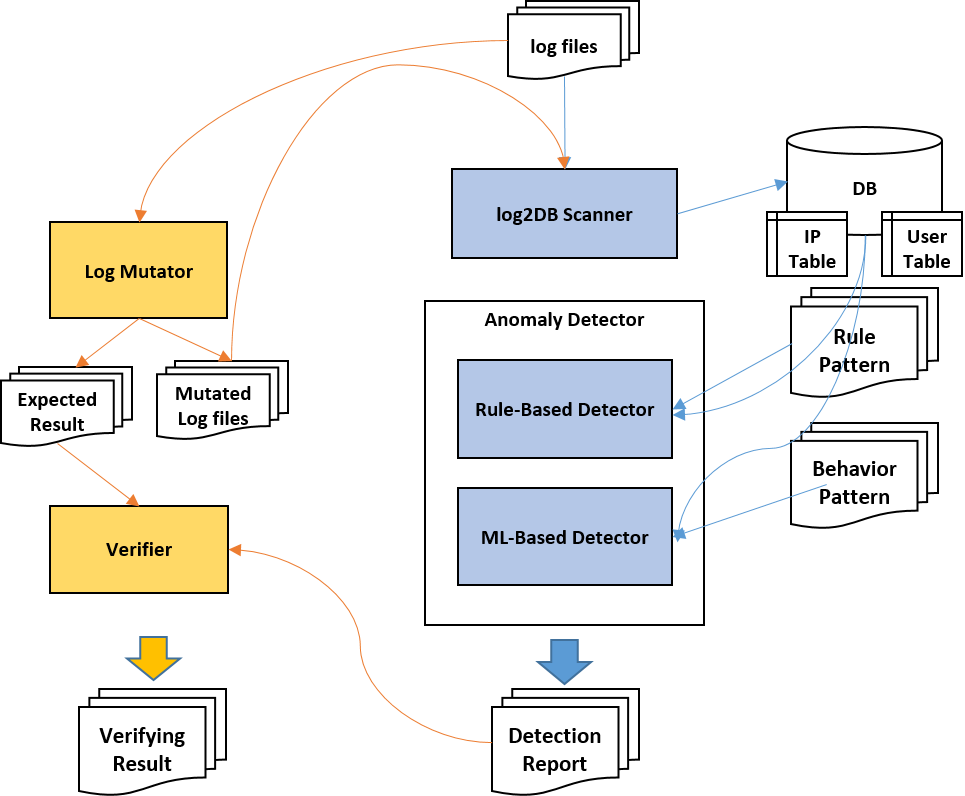 log files
log2DB Scanner
DB
IP
Table
User
Table
Log Mutator
Anomaly Detector
Rule
Pattern
Rule-Based Detector
Expected
Result
Mutated
Log files
Behavior
Pattern
ML-Based Detector
Verifier
Verifying
Result
Detection
Report